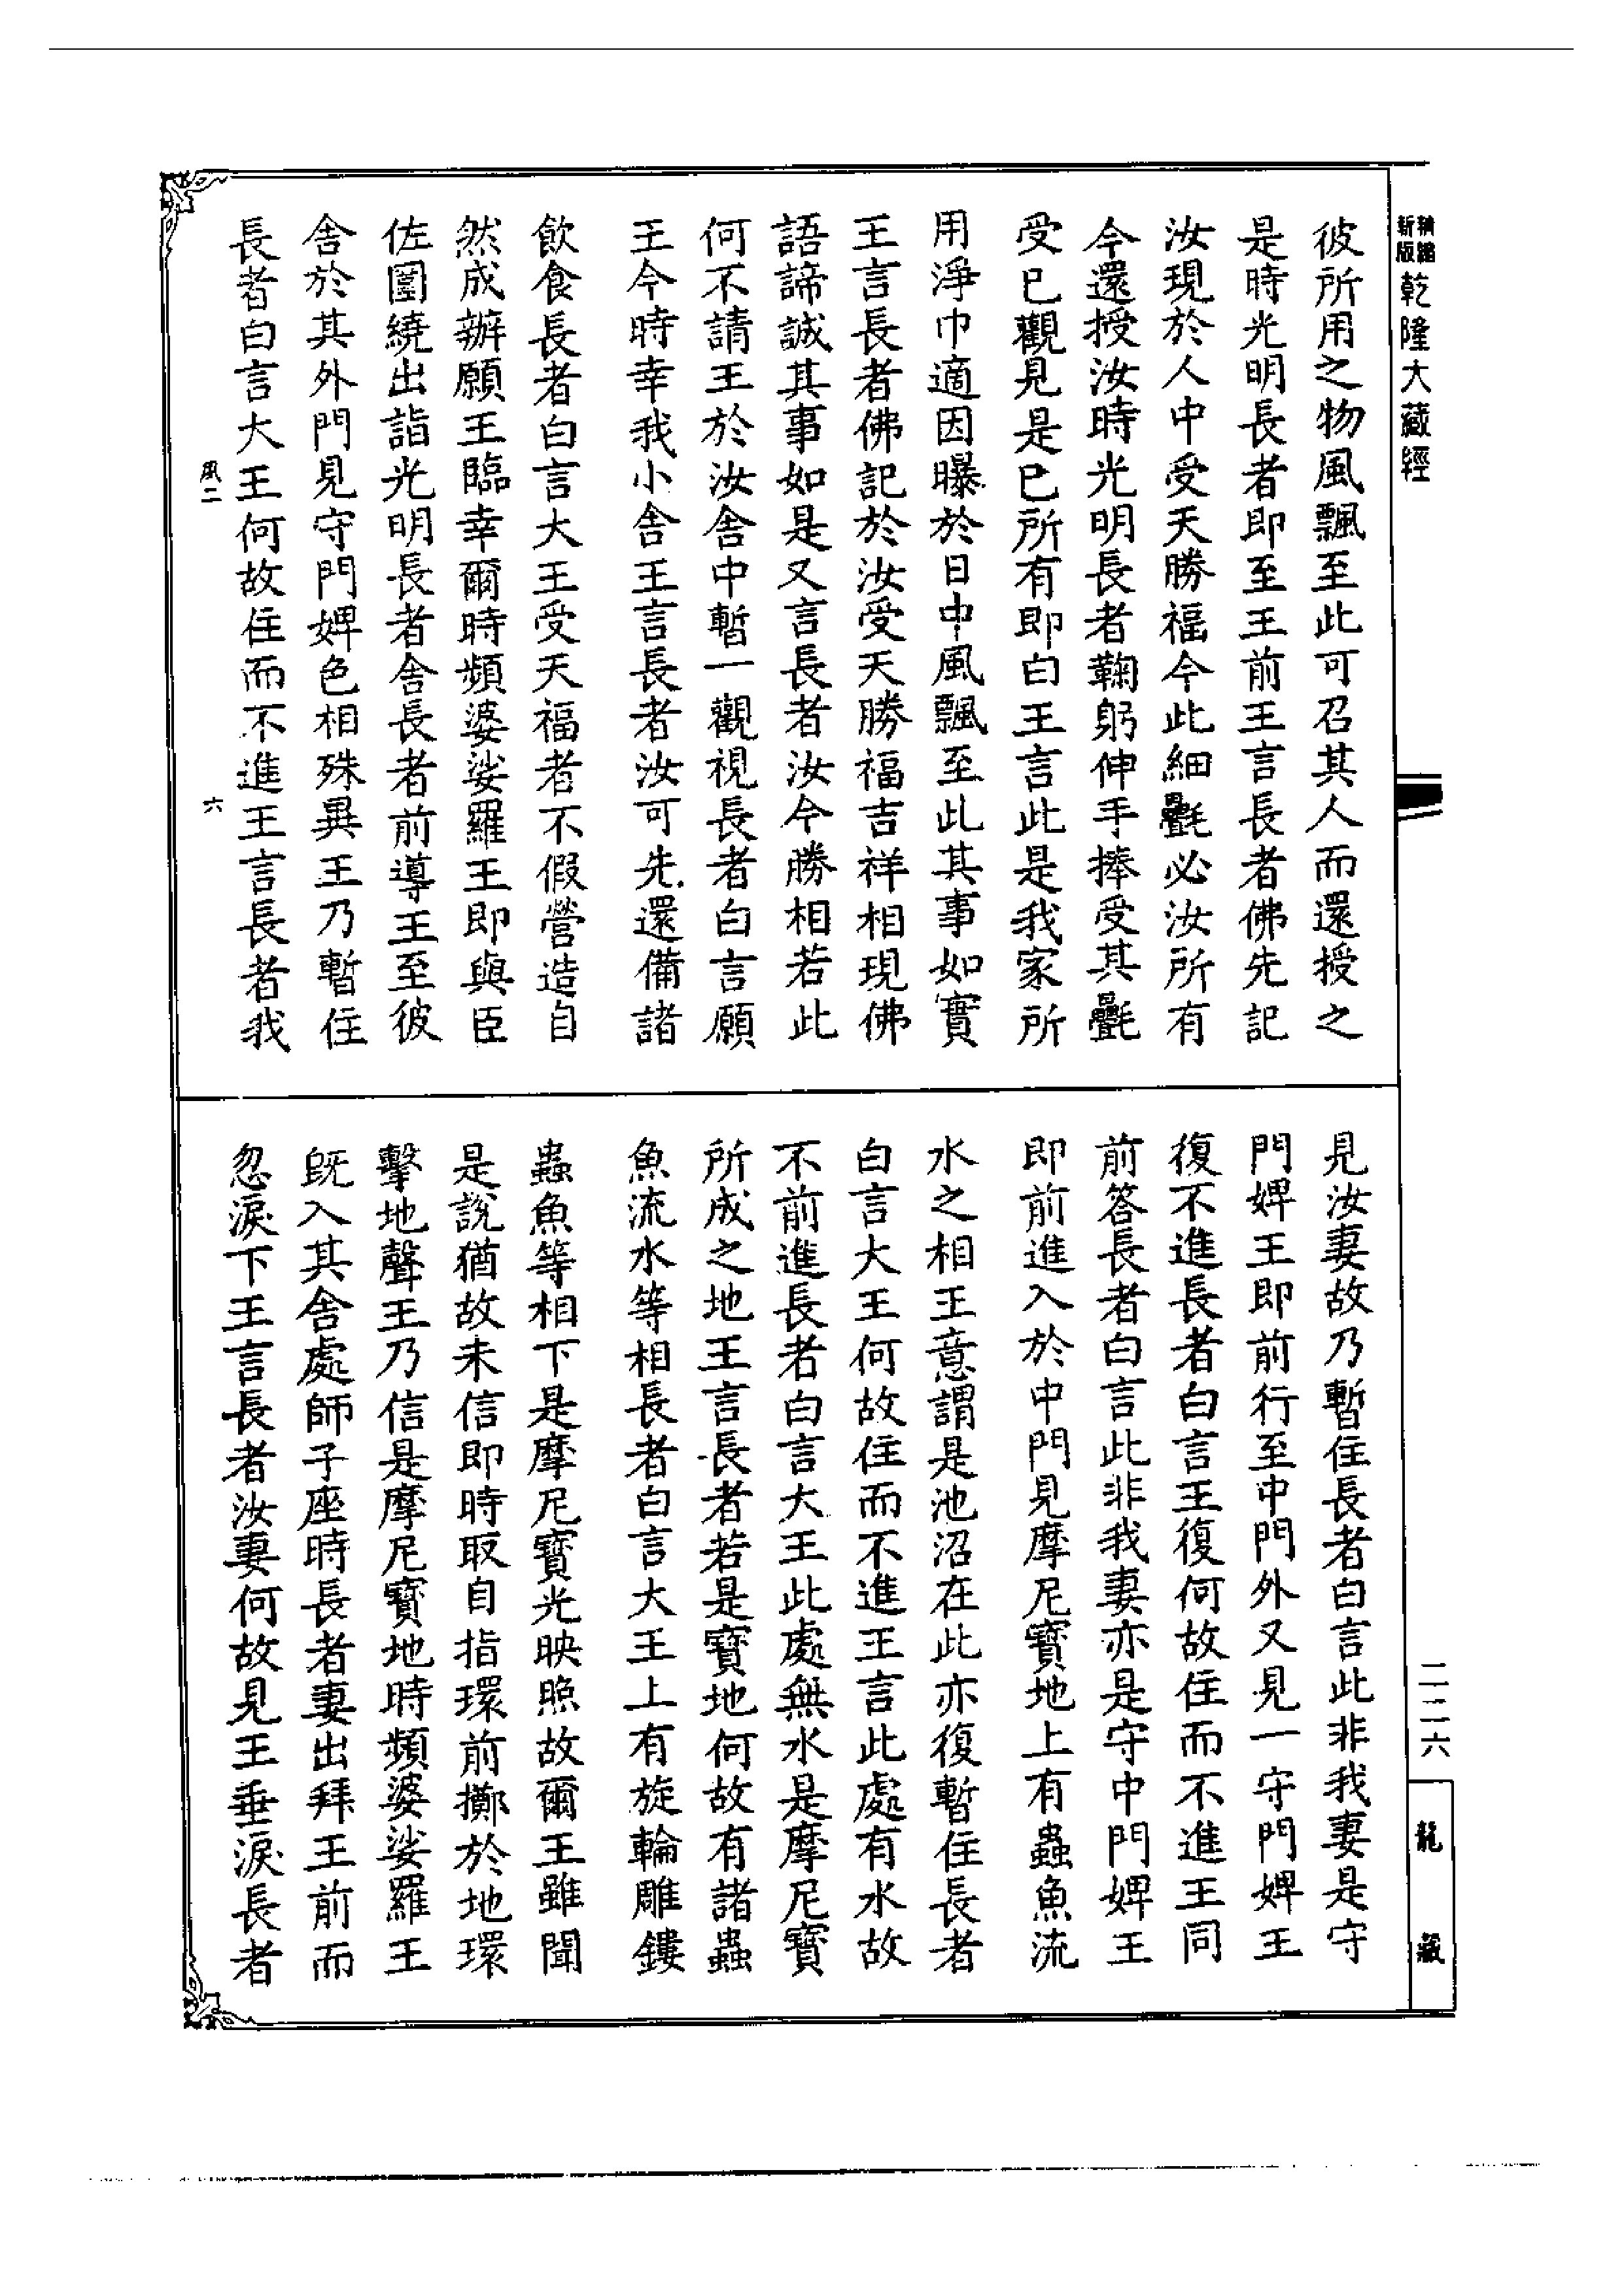 精縮新版
乾隆大藏經
彼所用之物風飄至此可召其人而還授之
是時光明長者即至王前王言長者佛先記
汝現於人中受天勝福今此細㲲必汝所有
今還授汝時光明長者鞠躬伸手捧受其㲲
受已觀見是已所有即白王言此是我家所
用淨巾適因曝於日中風飄至此其事如實
王言長者佛記於汝受天勝福吉祥相現佛
語諦誠其事如是又言長者汝今勝相若此
何不請王於汝舍中暫一觀視長者白言願
王今時幸我小舍王言長者汝可先還備諸
飲食長者白言大王受天福者不假營造自
然成辦願王臨幸爾時頻婆娑羅王即與臣
佐圍繞出詣光明長者舍長者前導王至彼
舍於其外門見守門婢色相殊異王乃暫住
長者白言大王何故住而不進王言長者我
風二
六
見汝妻故乃暫住長者白言此非我妻是守
門婢王即前行至中門外又見一守門婢王
復不進長者白言王復何故住而不進王同
前答長者白言此非我妻亦是守中門婢王
即前進入於中門見摩尼寶地上有蟲魚流
水之相王意謂是池沼在此亦復暫住長者
白言大王何故住而不進王言此處有水故
不前進長者白言大王此處無水是摩尼寶
所成之地王言長者若是寶地何故有諸蟲
魚流水等相長者白言大王上有旋輪雕鏤
蟲魚等相下是摩尼寶光映照故爾王雖聞
是說猶故未信即時取自指環前擲於地環
擊地聲王乃信是摩尼寶地時頻婆娑羅王
既入其舍處師子座時長者妻出拜王前而
忽淚下王言長者汝妻何故見王垂淚長者
二二六
龍藏